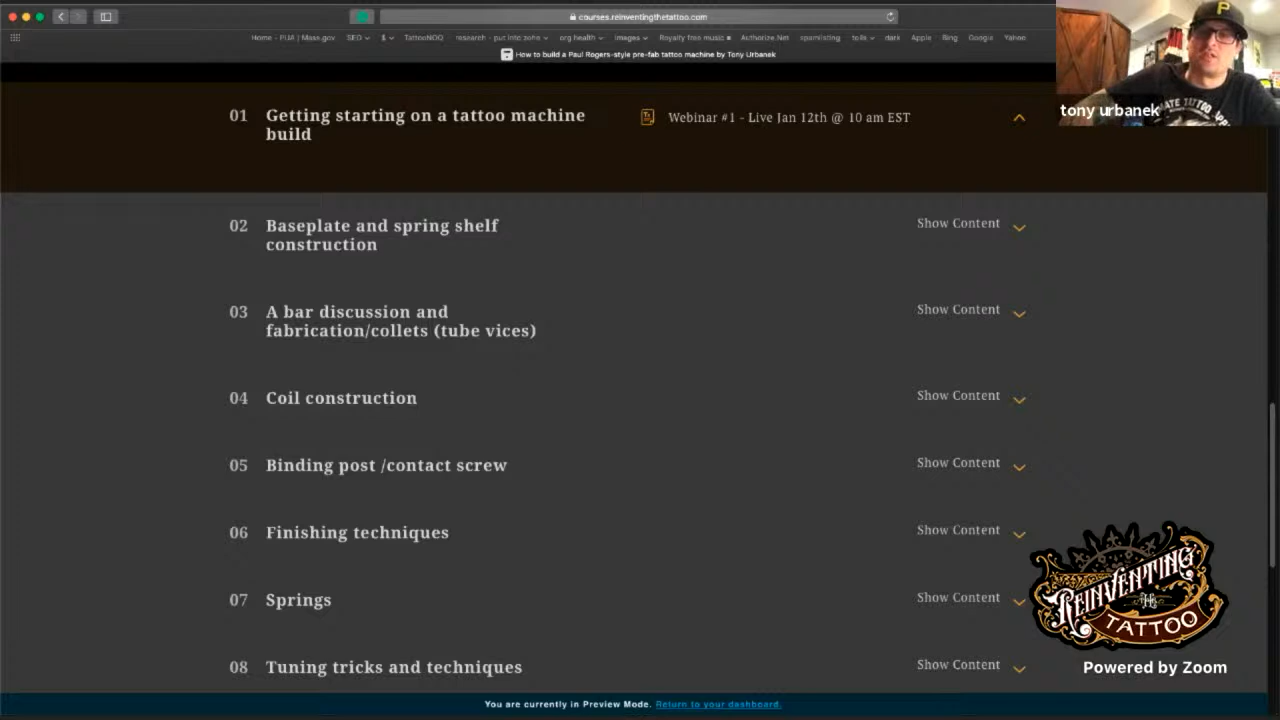 courses.reinventingthetattoo.com
Home - PUA | Mass.gov SEO $ TattooNOW research - put into zoho org health images Royalty free music Authorize.Net spamlisting tolls dark Apple Bing Google Yahoo
How to build a Paul Rogers-style pre-fab tattoo machine by Tony Urbanek
P
tony urbanek
01 Getting starting on a tattoo machine build
Webinar #1 - Live Jan 12th @ 10 am EST
02 Baseplate and spring shelf construction
Show Content
03 A bar discussion and fabrication/collets (tube vices)
Show Content
04 Coil construction
Show Content
05 Binding post /contact screw
Show Content
06 Finishing techniques
Show Content
07 Springs
Show Content
08 Tuning tricks and techniques
Show Content
REINVENTING
THE
TATTOO
Powered by Zoom
You are currently in Preview Mode. Return to your dashboard.